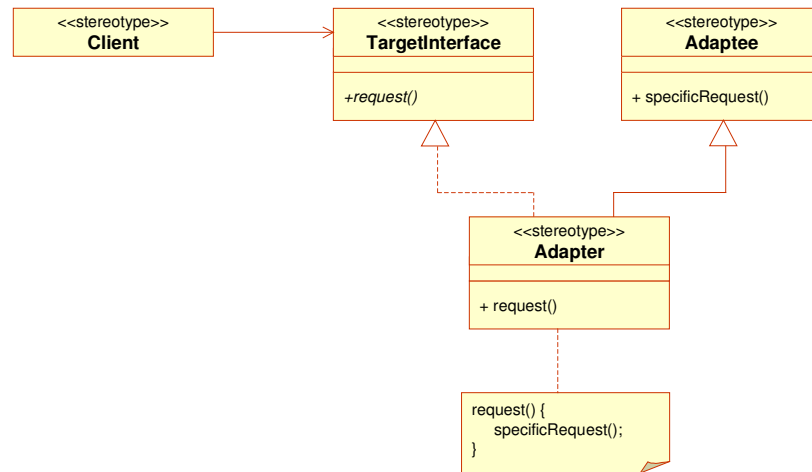 <<stereotype>>
Client
<<stereotype>>
TargetInterface
+request()
<<stereotype>>
Adaptee
+ specificRequest()
<<stereotype>>
Adapter
+ request()
request() {
specificRequest();
}